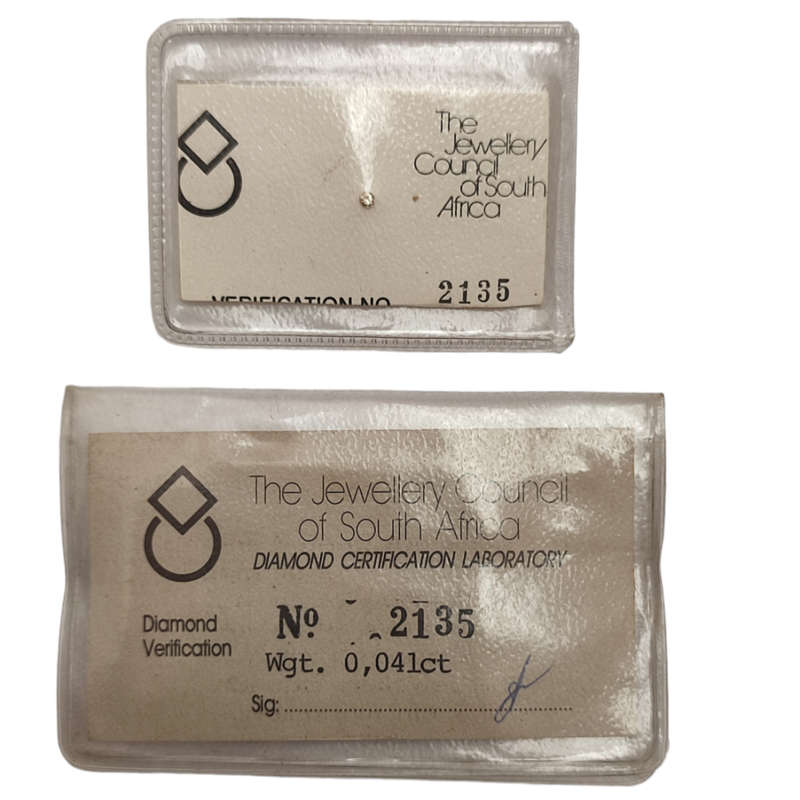 The
Jewellery
Council
of South
Africa
VERIFICATION NO 2135
The Jewellery Council
of South Africa
DIAMOND CERTIFICATION LABORATORY
Diamond
Verification
Nº 2135
Wgt. 0,041ct
Sig: